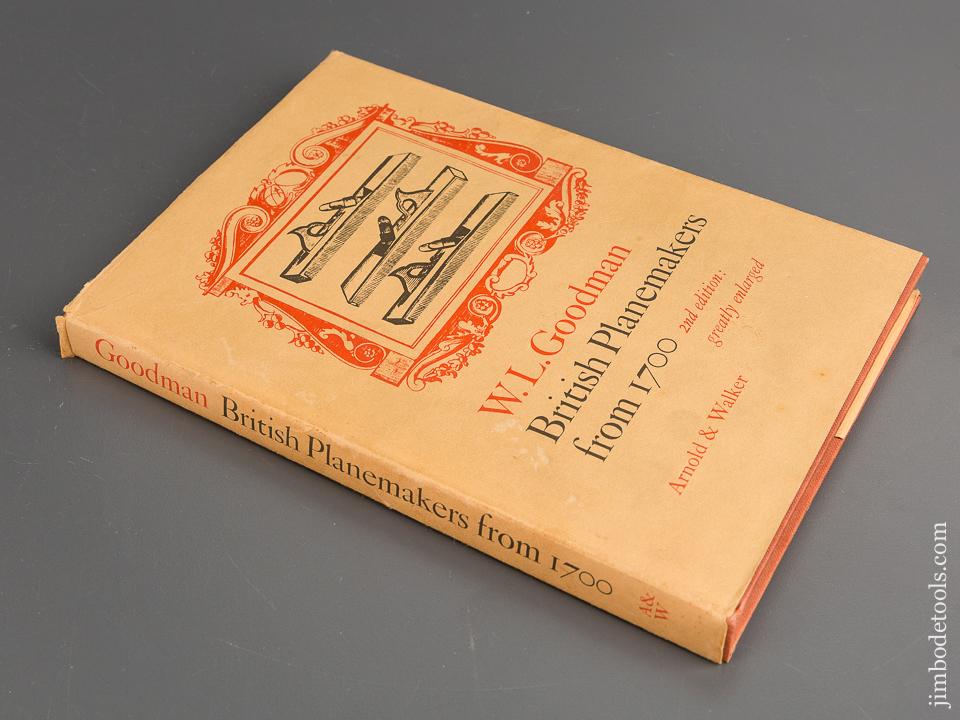 W. L. Goodman
British Planemakers
from 1700 2nd edition:
greatly enlarged
Arnold & Walker
Goodman British Planemakers from 1700
A&
W
jimbodetools.com